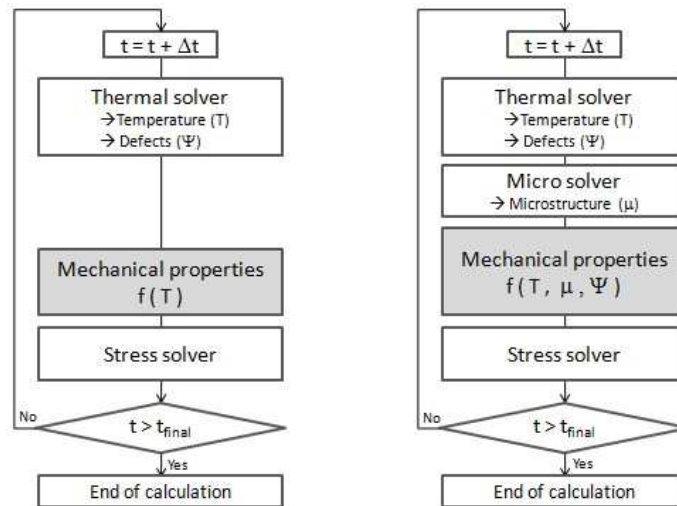 t = t + Δt
Thermal solver
→Temperature (T)
→ Defects (Ψ)
Mechanical properties
f ( T )
Stress solver
No
t > tfinal
Yes
End of calculation
t = t + Δt
Thermal solver
→Temperature (T)
→ Defects (Ψ)
Micro solver
→ Microstructure (μ)
Mechanical properties
f ( T , μ , Ψ )
Stress solver
No
t > tfinal
Yes
End of calculation